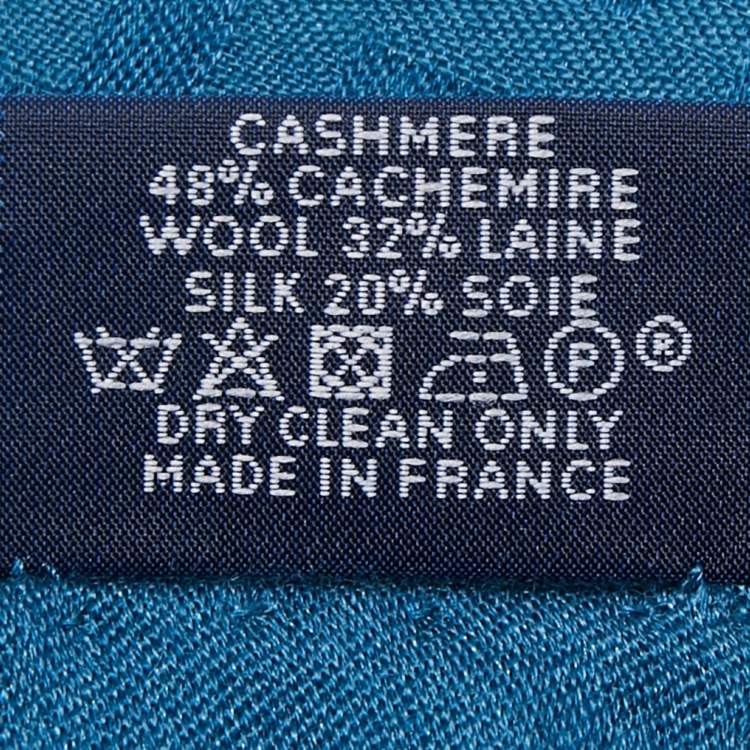 CASHMERE
48% CACHEMIRE
WOOL 32% LAINE
SILK 20% SOIE
P ®
DRY CLEAN ONLY
MADE IN FRANCE